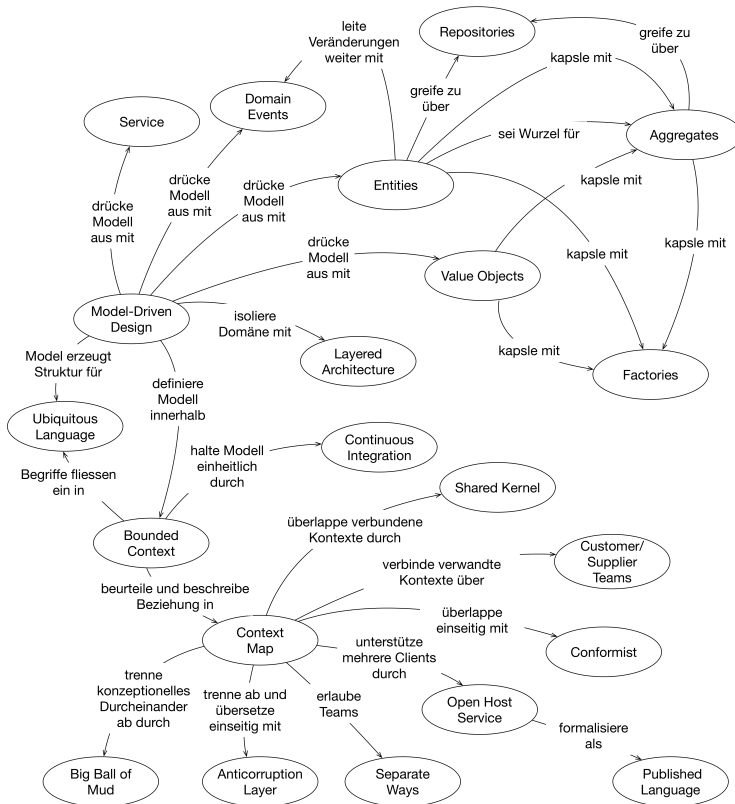 leite
Veränderungen
weiter mit
Repositories
greife zu
über
kapsle mit
greife zu
über
Domain
Events
Service
sei Wurzel für
Aggregates
Entities
kapsle mit
drücke
Modell
aus mit
drücke
Modell
aus mit
drücke
Modell
aus mit
kapsle mit
kapsle mit
drücke
Modell
aus mit
Value Objects
Model-Driven
Design
isoliere
Domäne mit
Layered
Architecture
kapsle mit
Factories
Model erzeugt
Struktur für
definiere
Modell
innerhalb
Ubiquitous
Language
halte Modell
einheitlich
durch
Continuous
Integration
Begriffe fliessen
ein in
Shared Kernel
Bounded
Context
überlappe verbundene
Kontexte durch
Customer/
Supplier
Teams
verbinde verwandte
Kontexte über
beurteile und beschreibe
Beziehung in
überlappe
einseitig mit
Context
Map
Conformist
unterstütze
mehrere Clients
durch
trenne
konzeptionelles
Durcheinander
ab durch
trenne ab und
übersetze
einseitig mit
erlaube
Teams
Open Host
Service
formalisiere
als
Big Ball of
Mud
Anticorruption
Layer
Separate
Ways
Published
Language